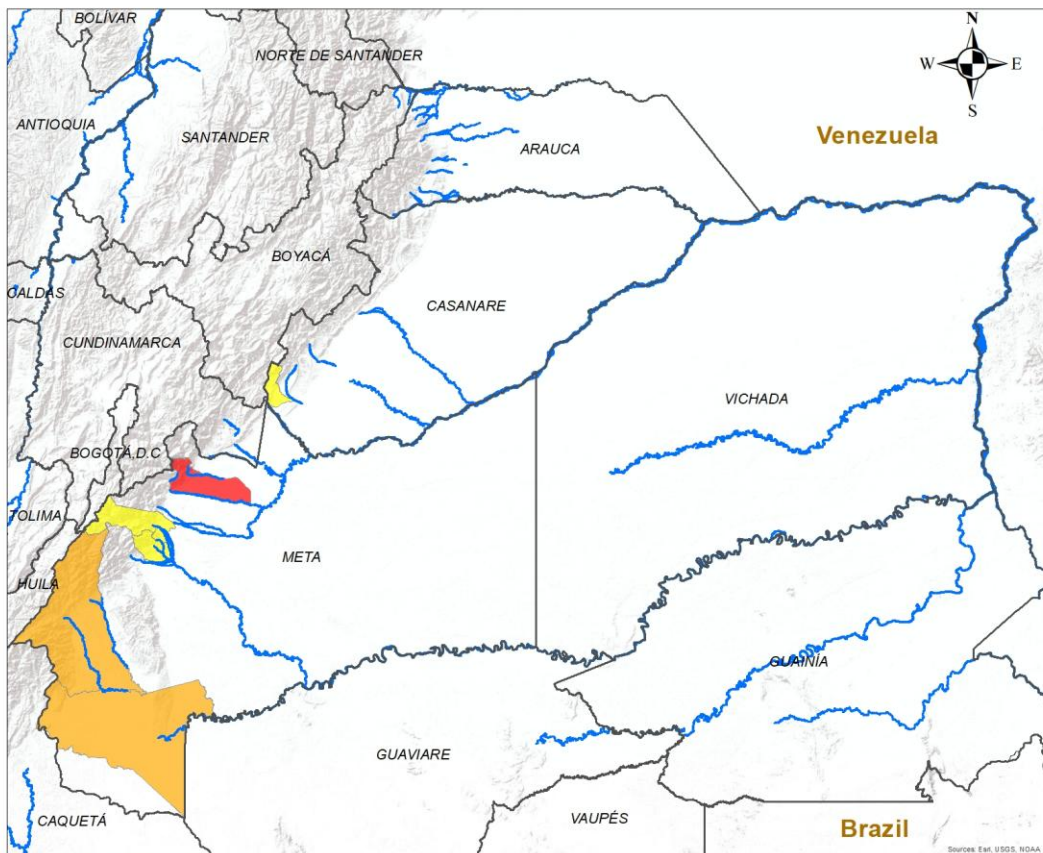 BOLÍVAR
N
NORTE DE SANTANDER
W
E
S
ANTIOQUIA
SANTANDER
ARAUCA
Venezuela
BOYACÁ
CALDAS
CASANARE
CUNDINAMARCA
VICHADA
BOGOTÁ,D.C
TOLIMA
META
HUILA
GUAINÍA
GUAVIARE
CAQUETÁ
VAUPÉS
Brazil
Sources: Esri, USGS, NOAA